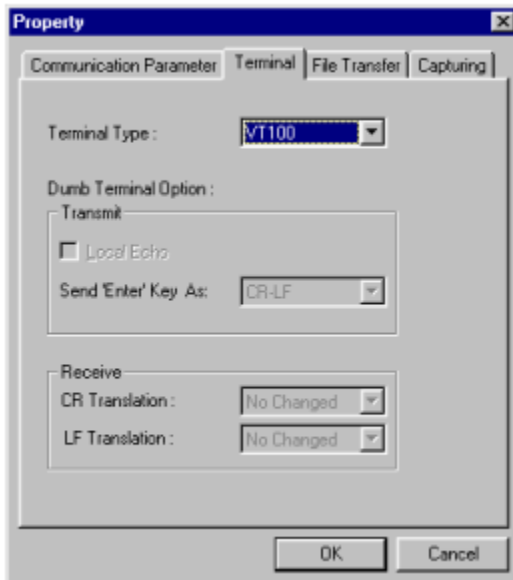 Property
Communication Parameter Terminal File Transfer Capturing
Terminal Type : VT100
Dumb Terminal Option :
Transmit
Local Echo
Send 'Enter' Key As: CR-LF
Receive
CR Translation : No Changed
LF Translation : No Changed
OK Cancel